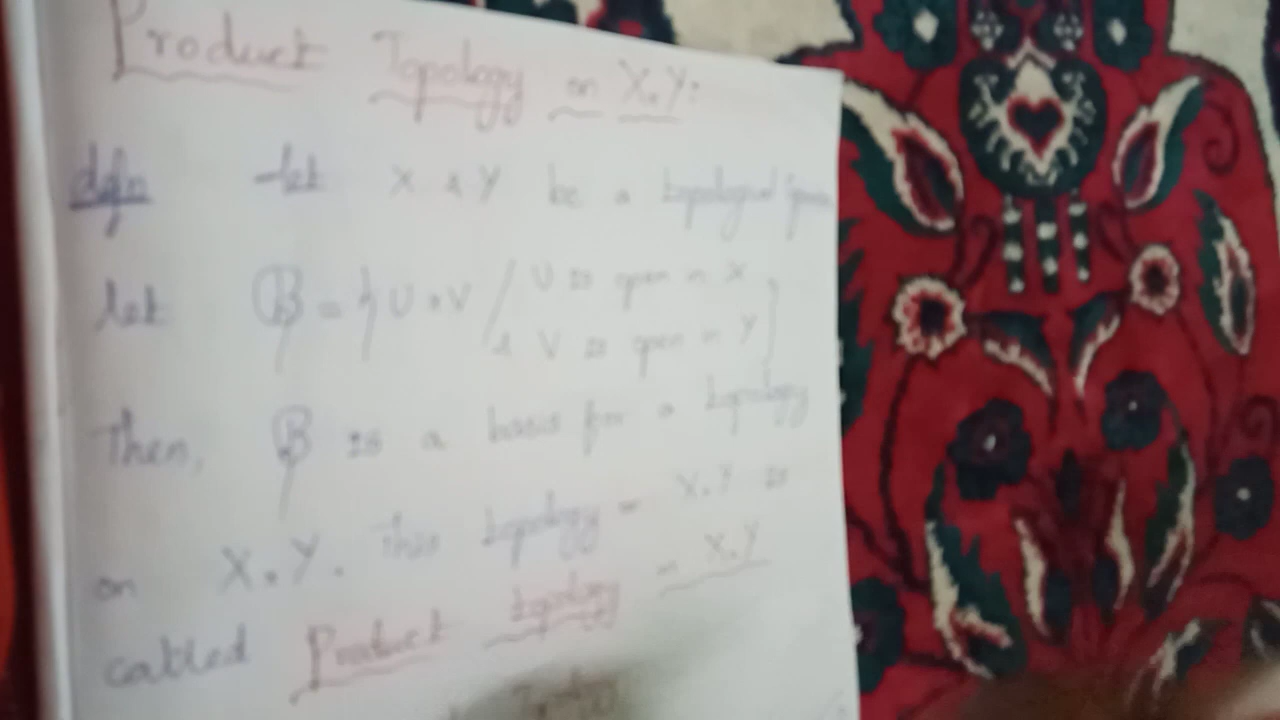 Product Topology on X×Y:
defn Let X & Y be a topological
let B = { U×V / U is open in X
& V is open in Y }
Then, B is a basis for a topology
on X×Y. This topology on X×Y is
called Product topology on X×Y
Topology